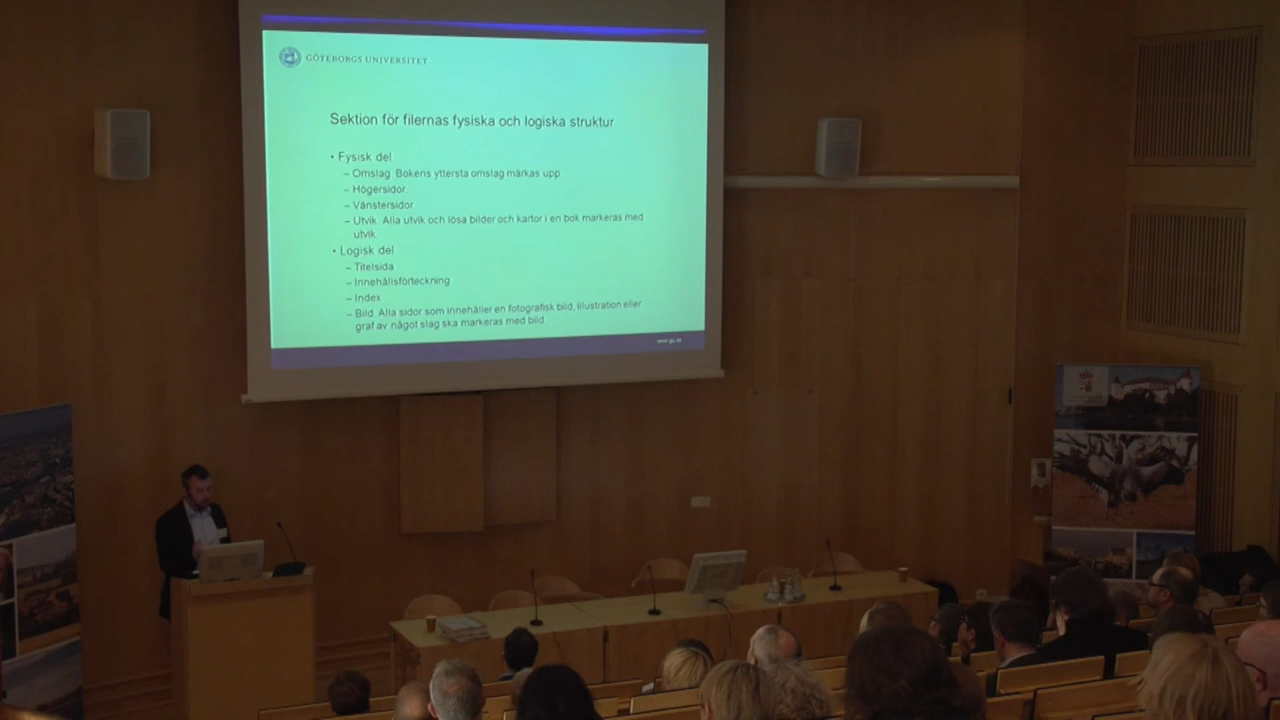 GÖTEBORGS UNIVERSITET
Sektion för filernas fysiska och logiska struktur
• Fysisk del
– Omslag. Bokens yttersta omslag märkas upp.
– Högersidor.
– Vänstersidor
– Utvik. Alla utvik och lösa bilder och kartor i en bok markeras med
utvik.
• Logisk del
– Titelsida
– Innehållsförteckning
– Index
– Bild. Alla sidor som innehåller en fotografisk bild, illustration eller
graf av något slag ska markeras med bild.
www.gu.se